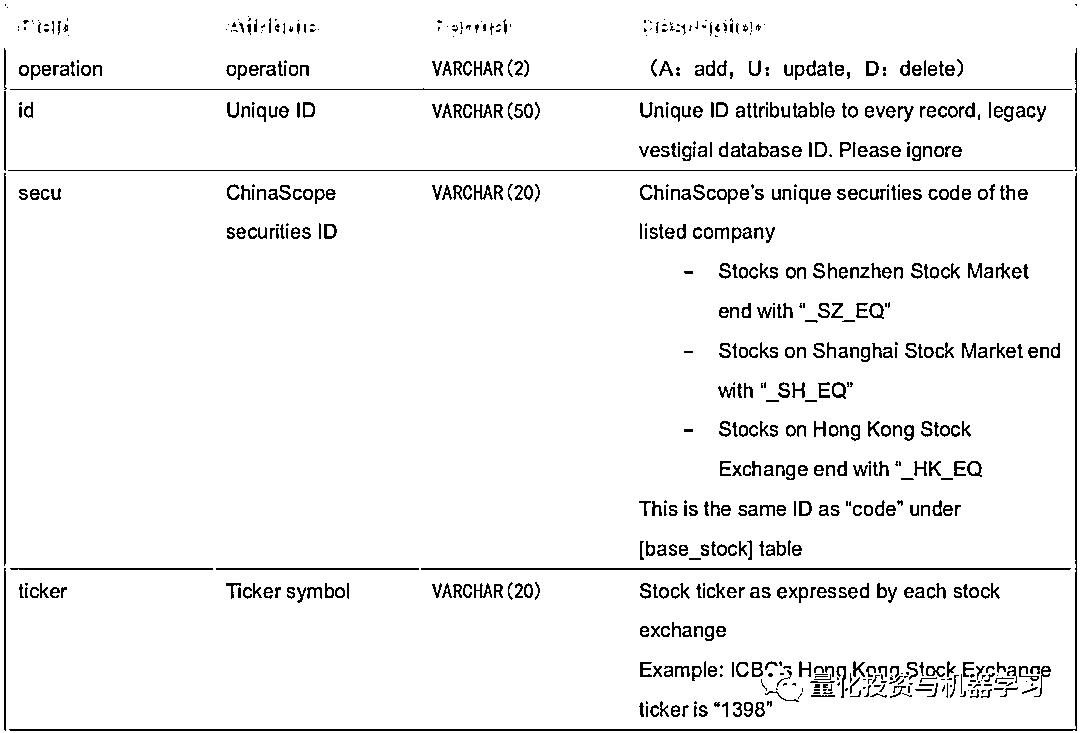 operation operation VARCHAR(2) （A：add，U：update，D：delete）
id Unique ID VARCHAR(50) Unique ID attributable to every record, legacy
vestigial database ID. Please ignore
secu ChinaScope VARCHAR(20) ChinaScope's unique securities code of the
securities ID listed company
- Stocks on Shenzhen Stock Market
end with “_SZ_EQ”
- Stocks on Shanghai Stock Market end
with “_SH_EQ”
- Stocks on Hong Kong Stock
Exchange end with “_HK_EQ
This is the same ID as “code” under
[base_stock] table
ticker Ticker symbol VARCHAR(20) Stock ticker as expressed by each stock
exchange
Example: ICBC's Hong Kong Stock Exchange
量化投资与机器学习
ticker is “1398”